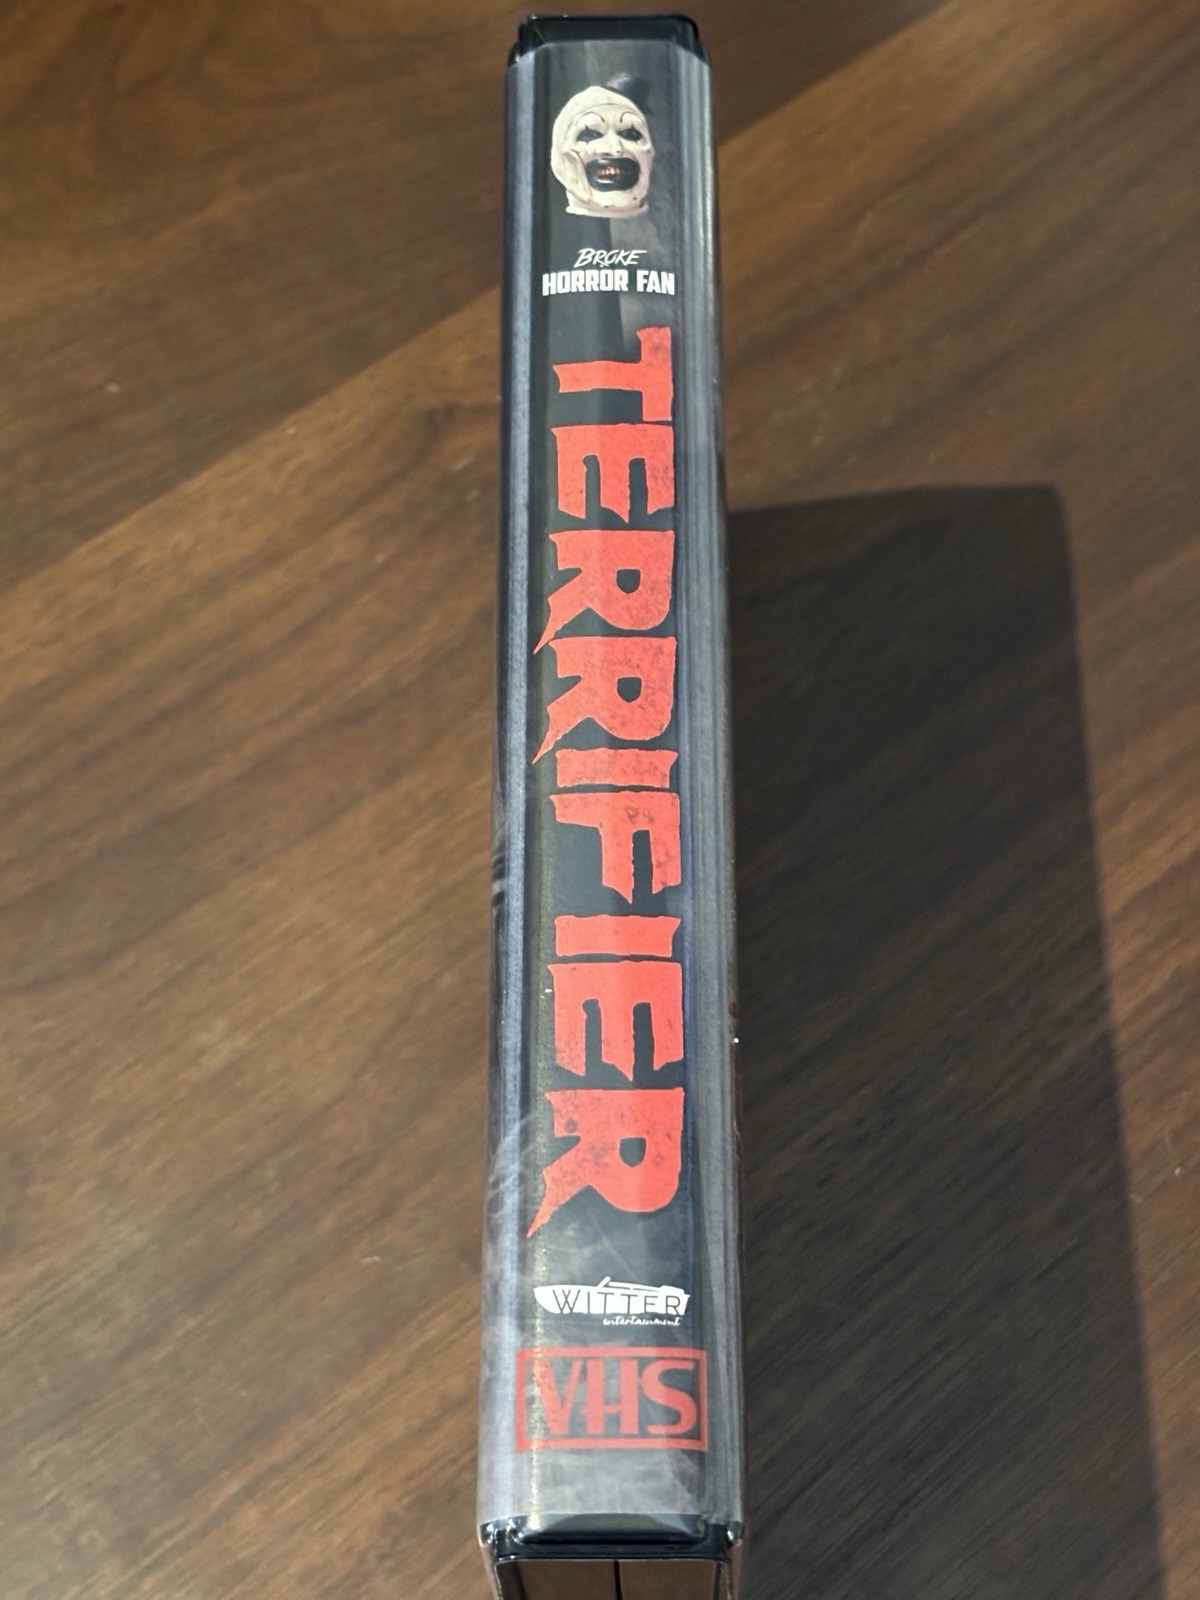 BROKE
HORROR FAN
TERRIFIER
WITTER
entertainment
VHS